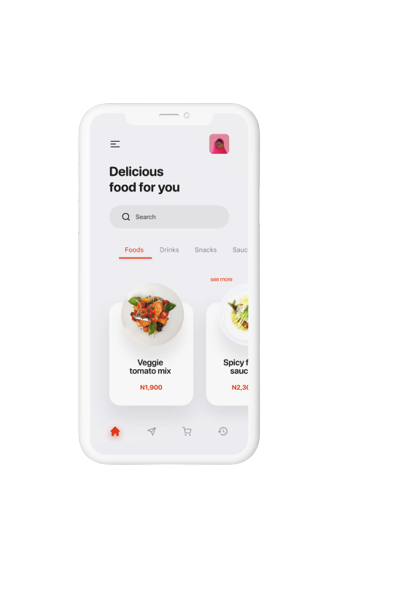 Delicious
food for you
Search
Foods Drinks Snacks Sauc
see more
Veggie
tomato mix
N1,900
Spicy f
sauc
N2,30